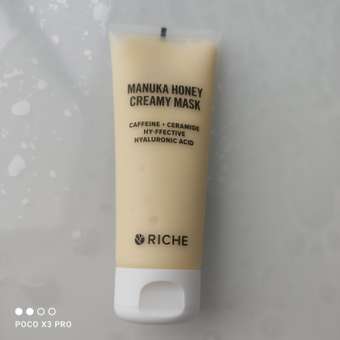 MANUKA HONEY
CREAMY MASK
CAFFEINE + CERAMIDE
HY-FFECTIVE
HYALURONIC ACID
RICHE
POCO X3 PRO